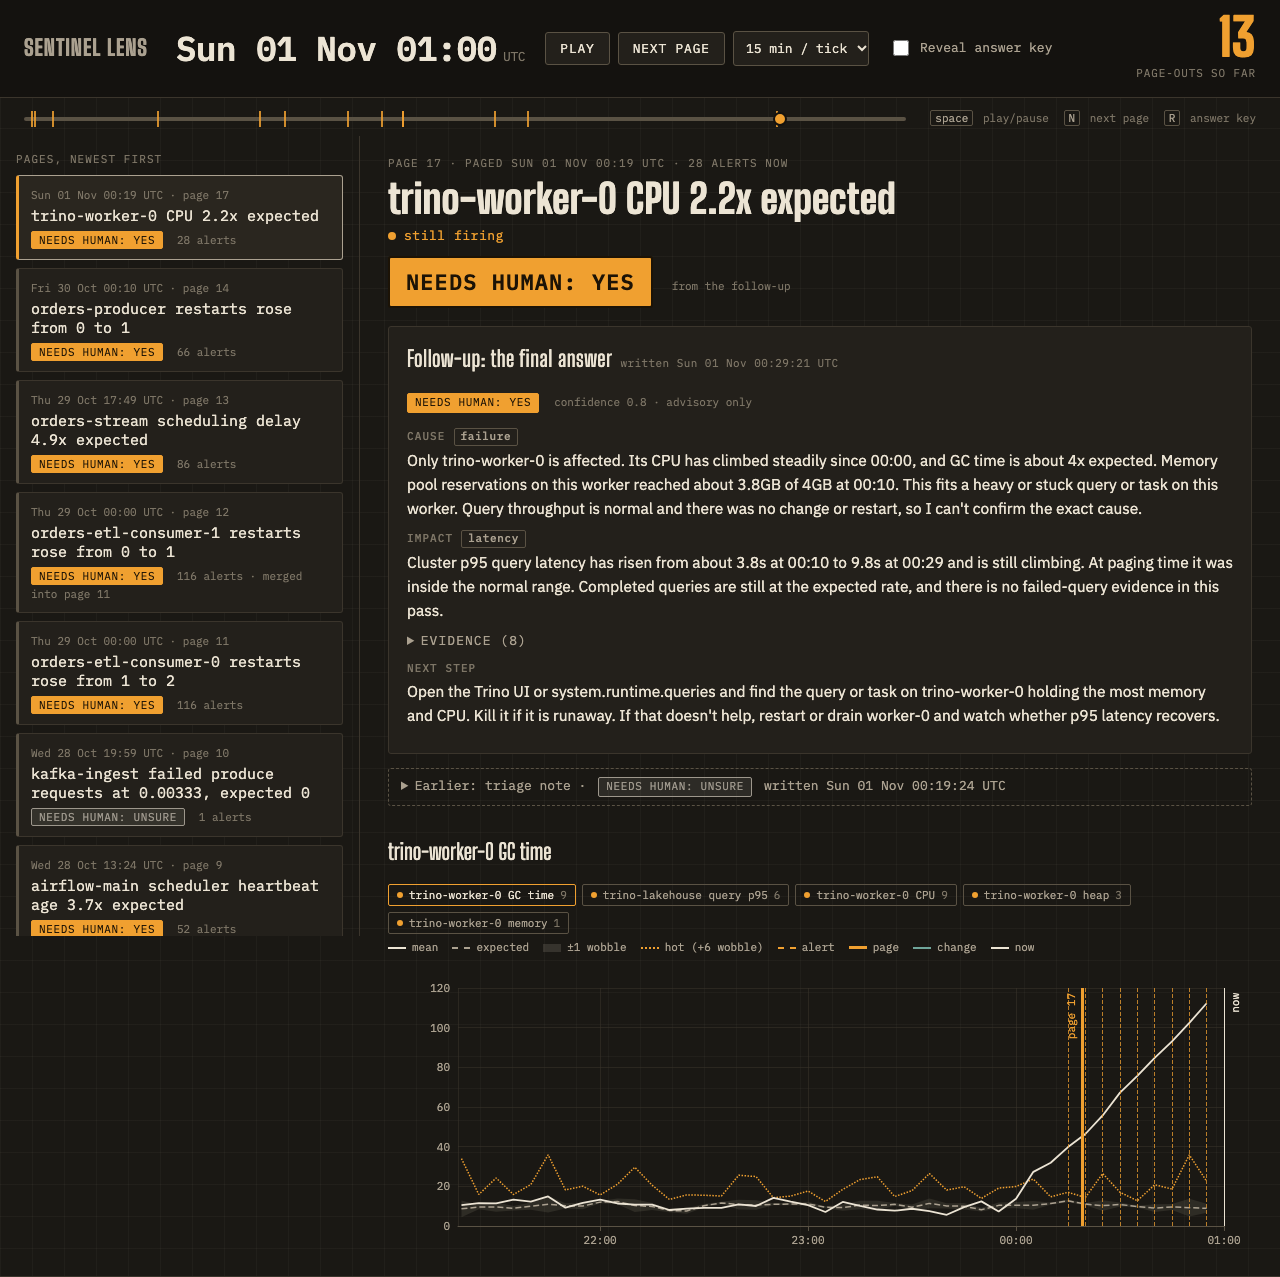 SENTINEL LENS
Sun 01 Nov 01:00 UTC
PLAY
NEXT PAGE
15 min / tick
Reveal answer key
13
PAGE-OUTS SO FAR
space play/pause N next page R answer key
PAGES, NEWEST FIRST
Sun 01 Nov 00:19 UTC · page 17
trino-worker-0 CPU 2.2x expected
NEEDS HUMAN: YES 28 alerts
Fri 30 Oct 00:10 UTC · page 14
orders-producer restarts rose
from 0 to 1
NEEDS HUMAN: YES 66 alerts
Thu 29 Oct 17:49 UTC · page 13
orders-stream scheduling delay
4.9x expected
NEEDS HUMAN: YES 86 alerts
Thu 29 Oct 00:00 UTC · page 12
orders-etl-consumer-1 restarts
rose from 0 to 1
NEEDS HUMAN: YES 116 alerts · merged
into page 11
Thu 29 Oct 00:00 UTC · page 11
orders-etl-consumer-0 restarts
rose from 1 to 2
NEEDS HUMAN: YES 116 alerts
Wed 28 Oct 19:59 UTC · page 10
kafka-ingest failed produce
requests at 0.00333, expected 0
NEEDS HUMAN: UNSURE 1 alerts
Wed 28 Oct 13:24 UTC · page 9
airflow-main scheduler heartbeat
age 3.7x expected
NEEDS HUMAN: YES 52 alerts
PAGE 17 · PAGED SUN 01 NOV 00:19 UTC · 28 ALERTS NOW
trino-worker-0 CPU 2.2x expected
still firing
NEEDS HUMAN: YES from the follow-up
Follow-up: the final answer written Sun 01 Nov 00:29:21 UTC
NEEDS HUMAN: YES confidence 0.8 · advisory only
CAUSE failure
Only trino-worker-0 is affected. Its CPU has climbed steadily since 00:00, and GC time is about 4x expected. Memory
pool reservations on this worker reached about 3.8GB of 4GB at 00:10. This fits a heavy or stuck query or task on this
worker. Query throughput is normal and there was no change or restart, so I can't confirm the exact cause.
IMPACT latency
Cluster p95 query latency has risen from about 3.8s at 00:10 to 9.8s at 00:29 and is still climbing. At paging time it was
inside the normal range. Completed queries are still at the expected rate, and there is no failed-query evidence in this
pass.
EVIDENCE (8)
NEXT STEP
Open the Trino UI or system.runtime.queries and find the query or task on trino-worker-0 holding the most memory
and CPU. Kill it if it is runaway. If that doesn't help, restart or drain worker-0 and watch whether p95 latency recovers.
Earlier: triage note · NEEDS HUMAN: UNSURE written Sun 01 Nov 00:19:24 UTC
trino-worker-0 GC time
trino-worker-0 GC time 9
trino-lakehouse query p95 6
trino-worker-0 CPU 9
trino-worker-0 heap 3
trino-worker-0 memory 1
mean expected ±1 wobble hot (+6 wobble) alert page change now
120
100
80
60
40
20
0
page 17
now
22:00 23:00 00:00 01:00